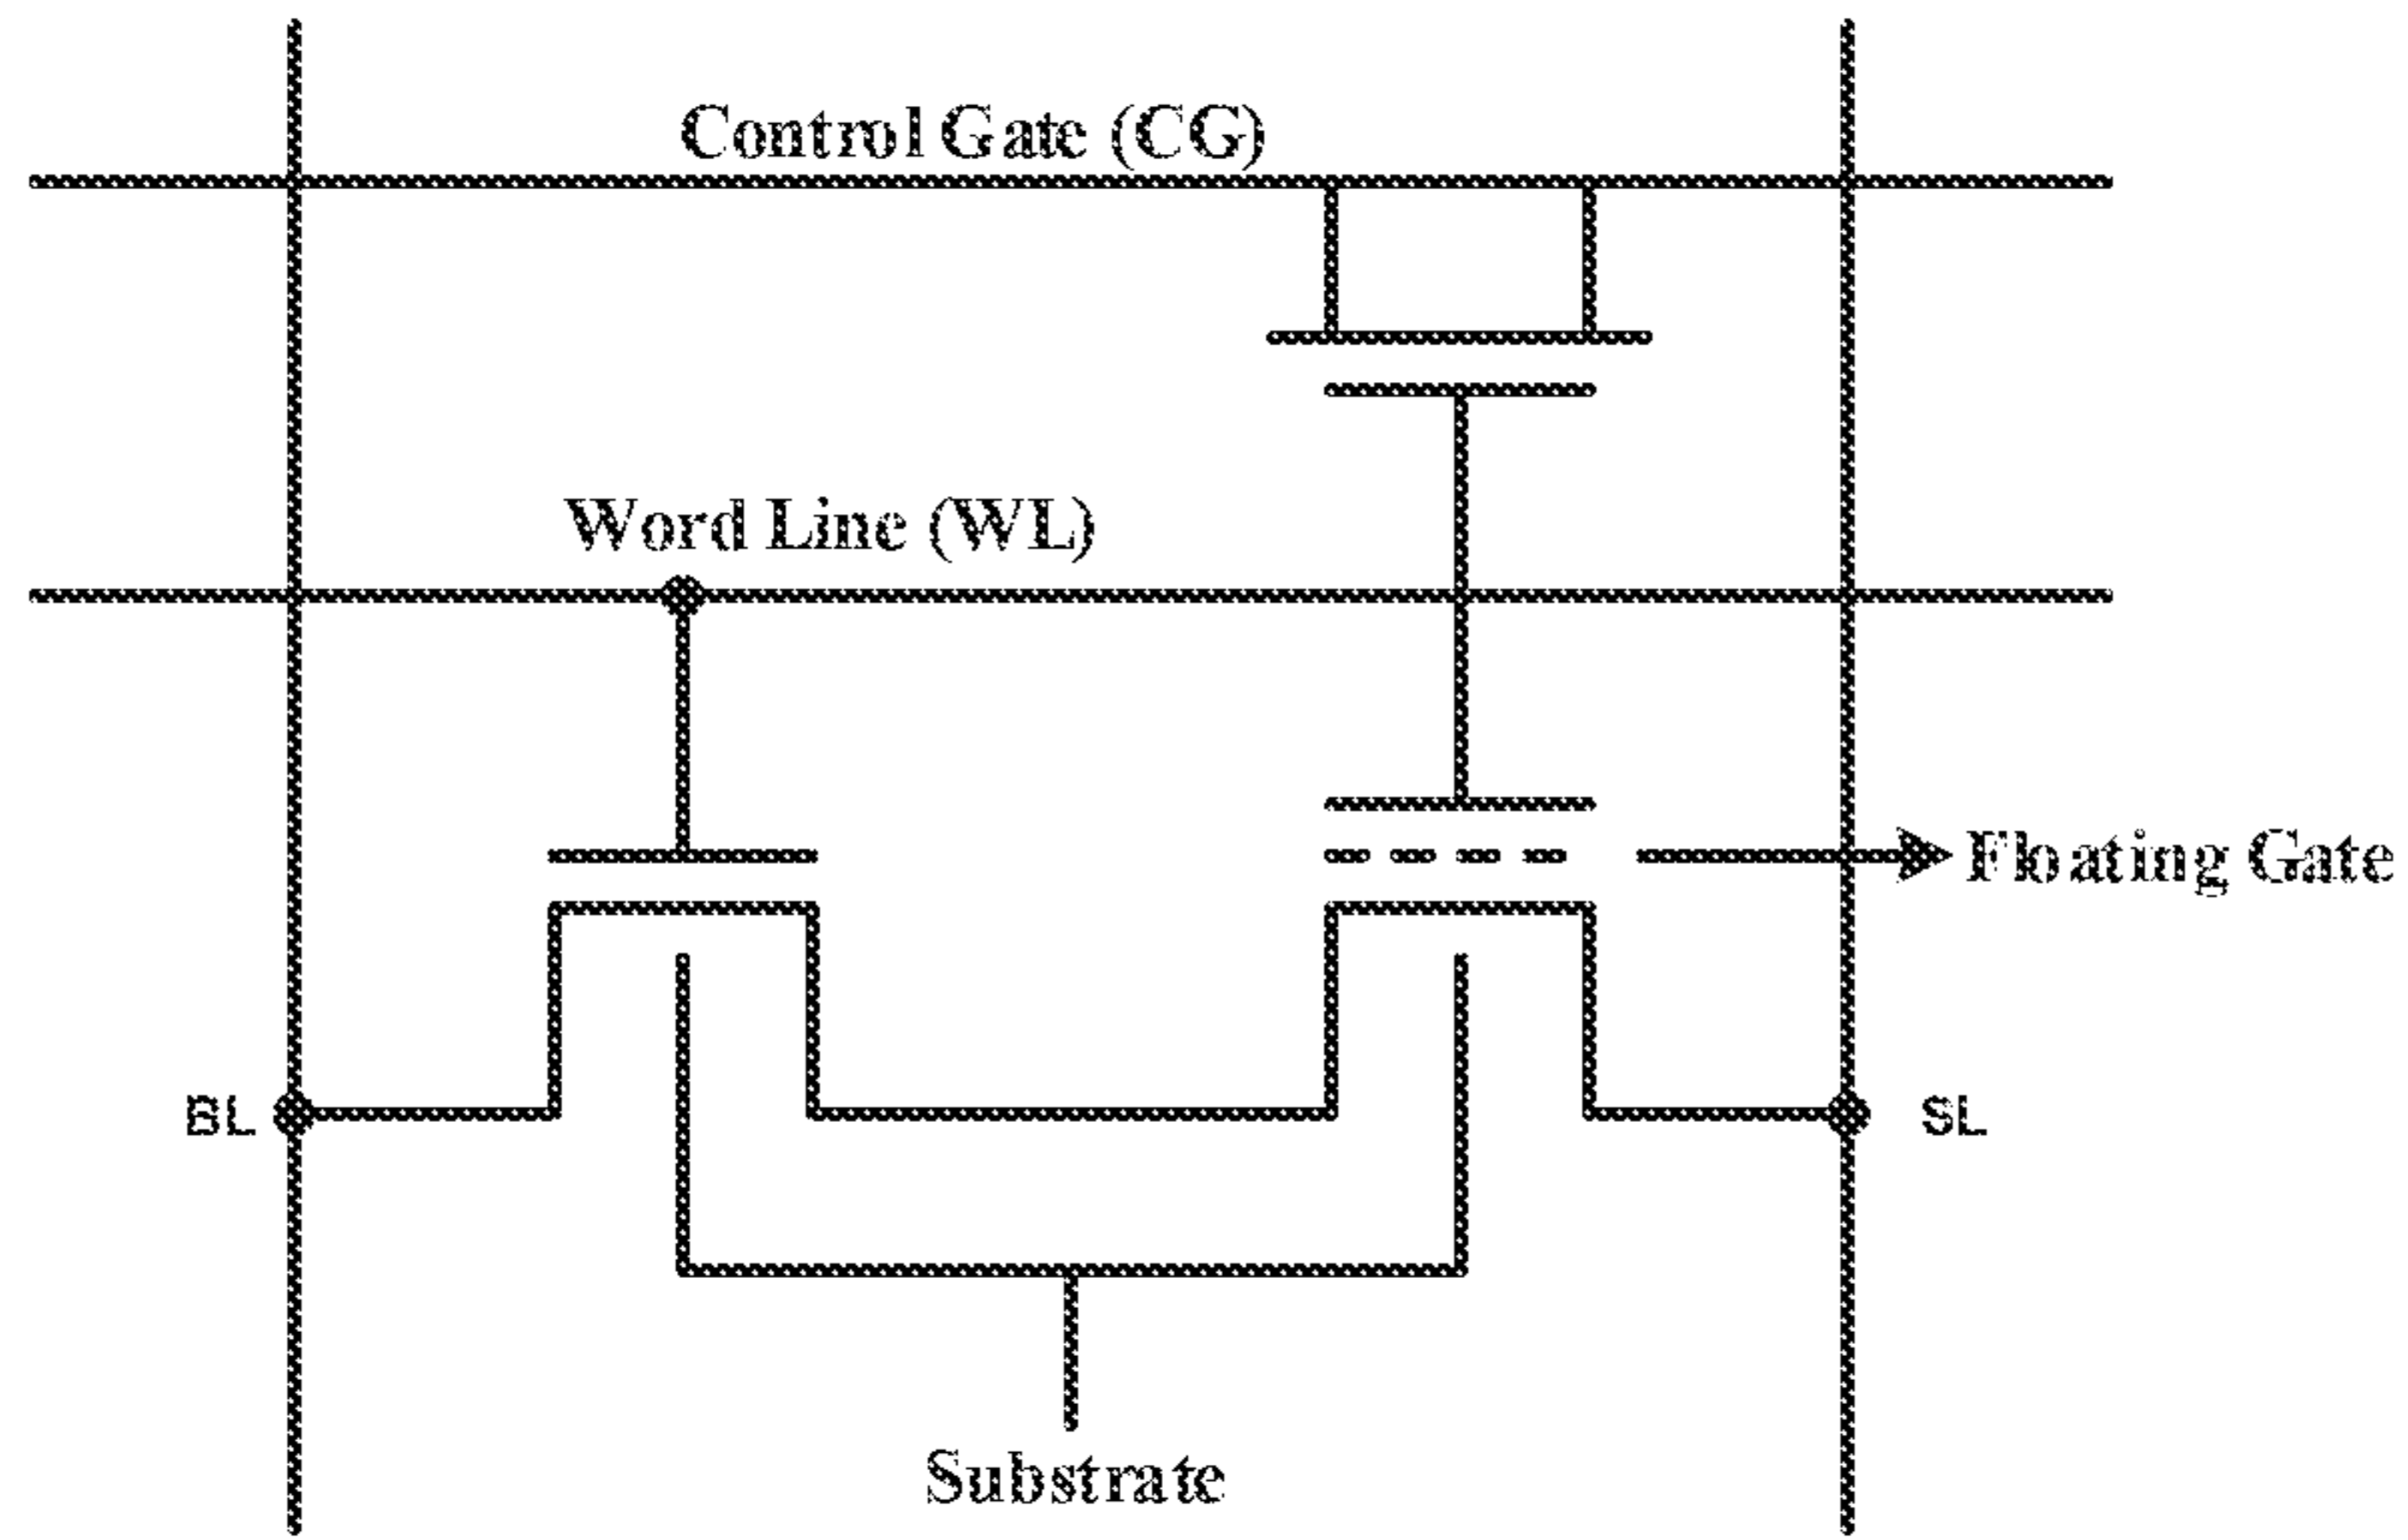 Control Gate (CG)
Word Line (WL)
Floating Gate
BL
SL
Substrate